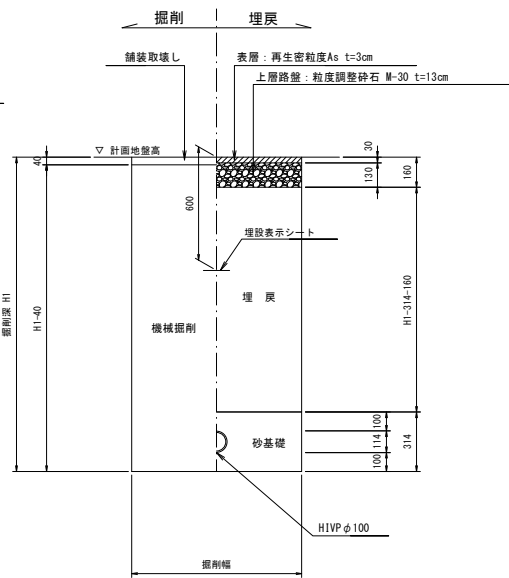 掘削 埋戻
舗装取壊し
表層：再生密粒度As t=3cm
上層路盤：粒度調整砕石 M-30 t=13cm
▽ 計画地盤高
40
30
130
160
600
埋設表示シート
埋 戻
機械掘削
掘削深 H1
H1-40
H1-314-160
砂基礎
100
114
100
314
HIVPφ100
掘削幅